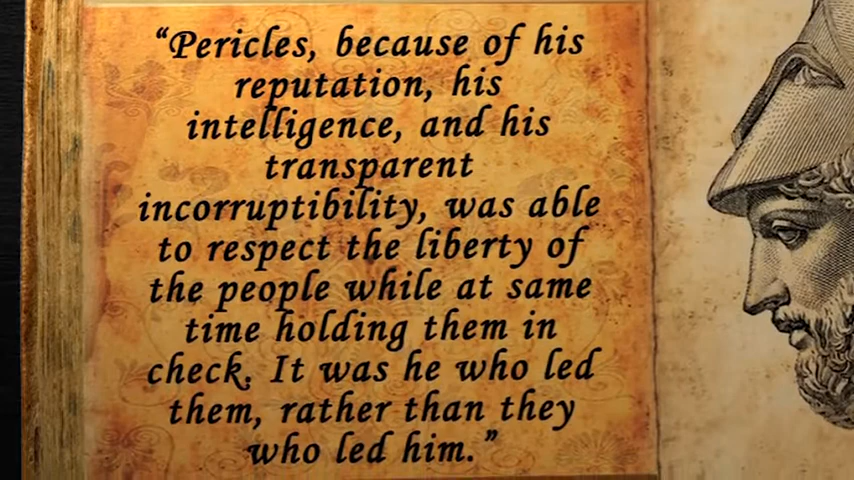 “Pericles, because of his
reputation, his
intelligence, and his
transparent
incorruptibility, was able
to respect the liberty of
the people while at same
time holding them in
check. It was he who led
them, rather than they
who led him.”